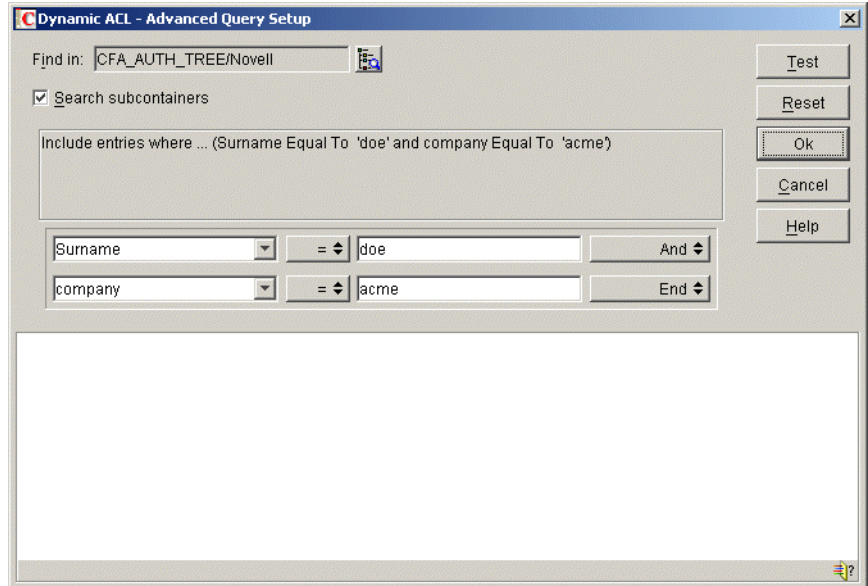 Dynamic ACL - Advanced Query Setup
Find in: CFA_AUTH_TREE/Novell
Test
Search subcontainers
Reset
Include entries where ... (Surname Equal To  'doe' and company Equal To  'acme')
Ok
Cancel
Help
Surname = doe And
company = acme End